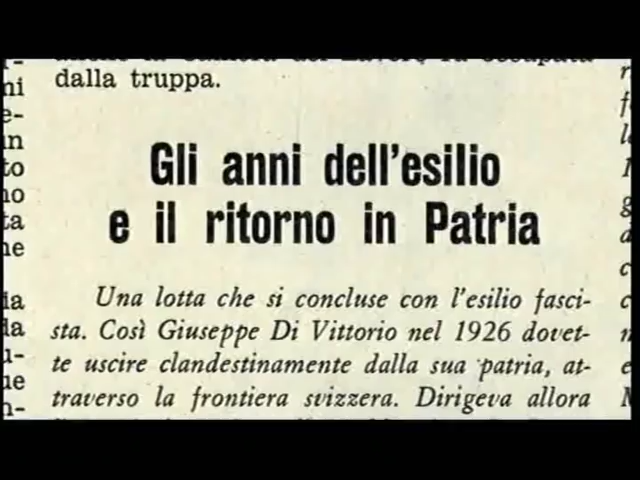 dalla truppa.
Gli anni dell'esilio
e il ritorno in Patria
Una lotta che si concluse con l'esilio fasci-
sta. Così Giuseppe Di Vittorio nel 1926 dovet-
te uscire clandestinamente dalla sua patria, at-
traverso la frontiera svizzera. Dirigeva allora